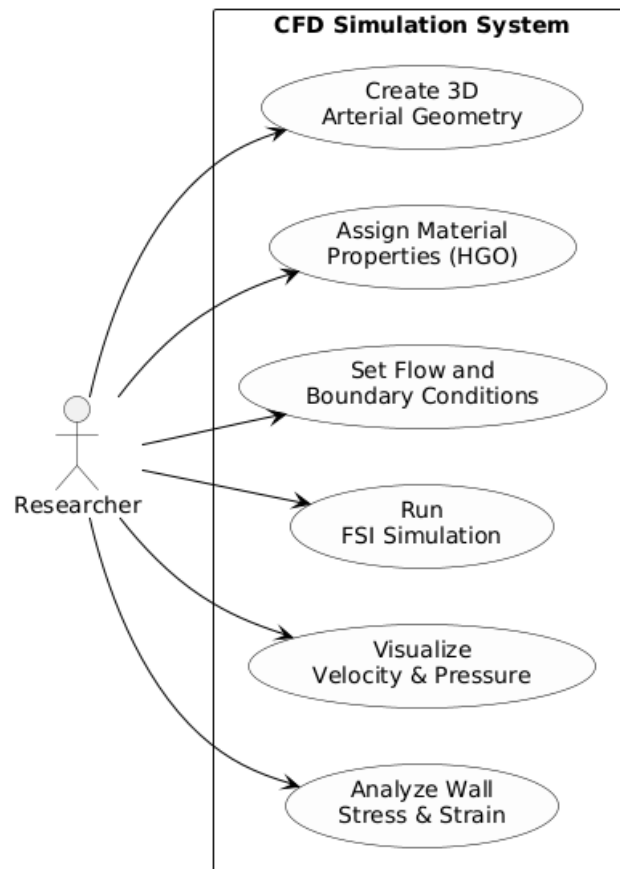 CFD Simulation System
Create 3D
Arterial Geometry
Assign Material
Properties (HGO)
Set Flow and
Boundary Conditions
Researcher
Run
FSI Simulation
Visualize
Velocity & Pressure
Analyze Wall
Stress & Strain